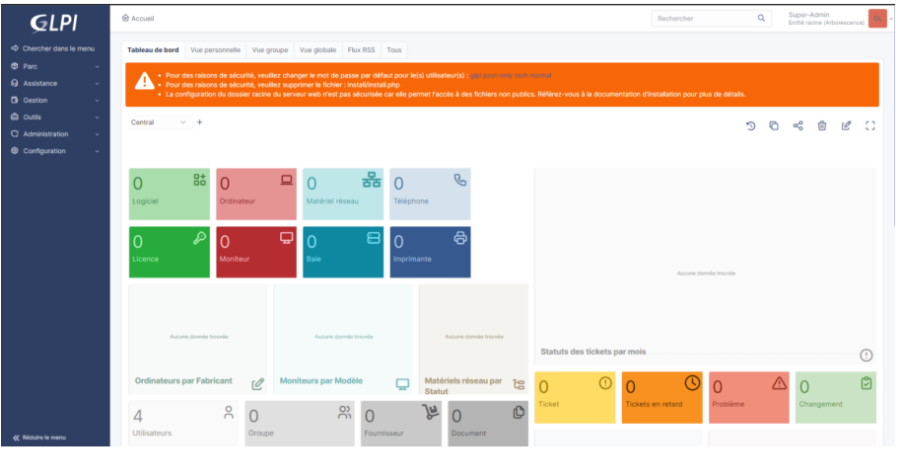 GLPI
Accueil
Rechercher
Super-Admin
Entité racine (Arborescence)
Chercher dans le menu
Parc
Assistance
Gestion
Outils
Administration
Configuration
Réduire le menu
Tableau de bord Vue personnelle Vue groupe Vue globale Flux RSS Tous
Pour des raisons de sécurité, veuillez changer le mot de passe par défaut pour le(s) utilisateur(s) : glpi post-only tech normal
Pour des raisons de sécurité, veuillez supprimer le fichier : install/install.php
La configuration du dossier racine du serveur web n'est pas sécurisée car elle permet l'accès à des fichiers non publics. Référez-vous à la documentation d'installation pour plus de détails.
Central
0 Logiciel
0 Ordinateur
0 Matériel réseau
0 Téléphone
0 Licence
0 Moniteur
0 Baie
0 Imprimante
Aucune donnée trouvée
Ordinateurs par Fabricant
Aucune donnée trouvée
Moniteurs par Modèle
Aucune donnée trouvée
Matériels réseau par
Statut
Aucune donnée trouvée
Statuts des tickets par mois
4 Utilisateurs
0 Groupe
0 Fournisseur
0 Document
0 Ticket
0 Tickets en retard
0 Problème
0 Changement